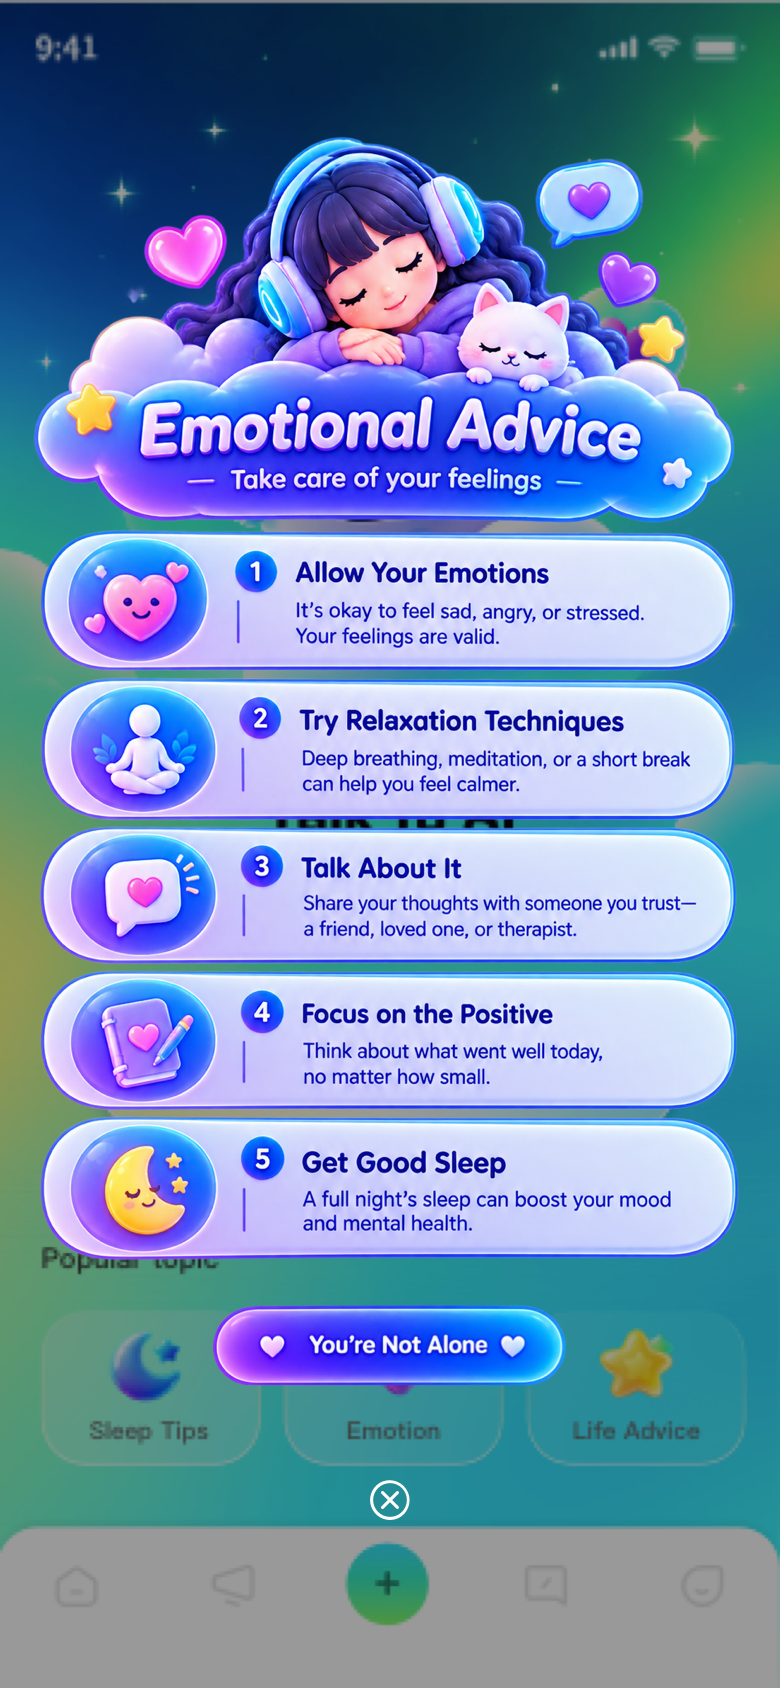 9:41
Emotional Advice
— Take care of your feelings —
1 Allow Your Emotions
It's okay to feel sad, angry, or stressed.
Your feelings are valid.
2 Try Relaxation Techniques
Deep breathing, meditation, or a short break
can help you feel calmer.
3 Talk About It
Share your thoughts with someone you trust—
a friend, loved one, or therapist.
4 Focus on the Positive
Think about what went well today,
no matter how small.
5 Get Good Sleep
A full night's sleep can boost your mood
and mental health.
Popular topic
You're Not Alone
Sleep Tips
Emotion
Life Advice